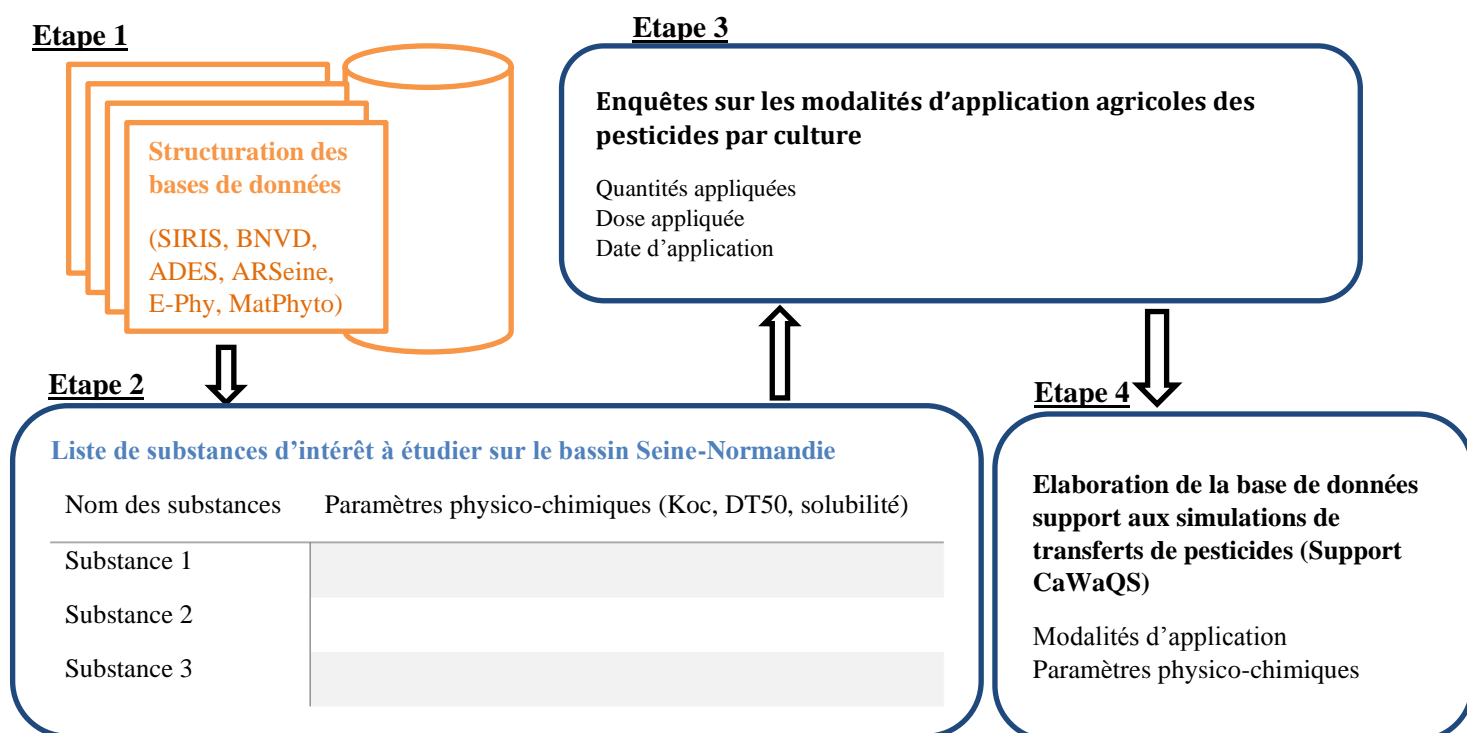 Etape 1
Structuration des
bases de données
(SIRIS, BNVD,
ADES, ARSeine,
E-Phy, MatPhyto)
Etape 2
Liste de substances d’intérêt à étudier sur le bassin Seine-Normandie
Nom des substances Paramètres physico-chimiques (Koc, DT50, solubilité)
Substance 1
Substance 2
Substance 3
Etape 3
Enquêtes sur les modalités d’application agricoles des
pesticides par culture
Quantités appliquées
Dose appliquée
Date d’application
Etape 4
Elaboration de la base de données
support aux simulations de
transferts de pesticides (Support
CaWaQS)
Modalités d’application
Paramètres physico-chimiques